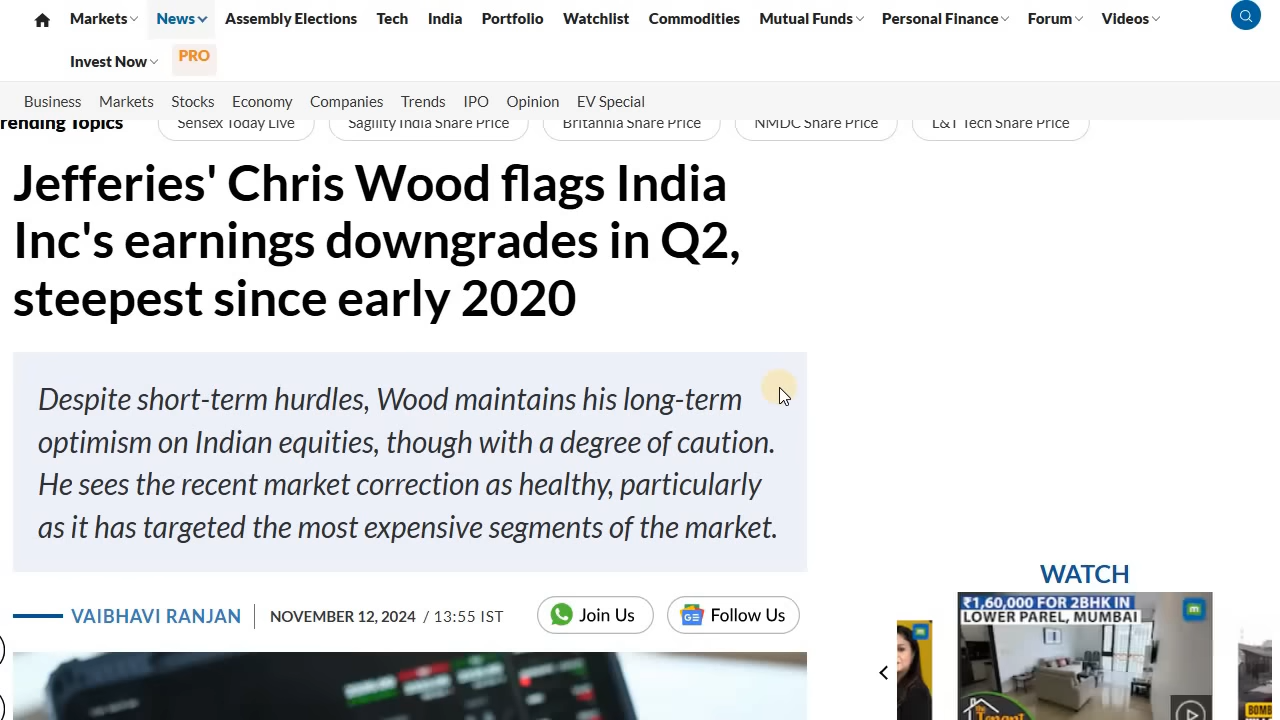 Markets News Assembly Elections Tech India Portfolio Watchlist Commodities Mutual Funds Personal Finance Forum Videos
Invest Now PRO
Business Markets Stocks Economy Companies Trends IPO Opinion EV Special
rending Topics Sensex Today Live Sagility India Share Price Britannia Share Price NMDC Share Price L&T Tech Share Price
Jefferies' Chris Wood flags India
Inc's earnings downgrades in Q2,
steepest since early 2020
Despite short-term hurdles, Wood maintains his long-term
optimism on Indian equities, though with a degree of caution.
He sees the recent market correction as healthy, particularly
as it has targeted the most expensive segments of the market.
VAIBHAVI RANJAN NOVEMBER 12, 2024 / 13:55 IST Join Us Follow Us
WATCH
₹1,60,000 FOR 2BHK IN
LOWER PAREL, MUMBAI
the
Tenant
BOMB